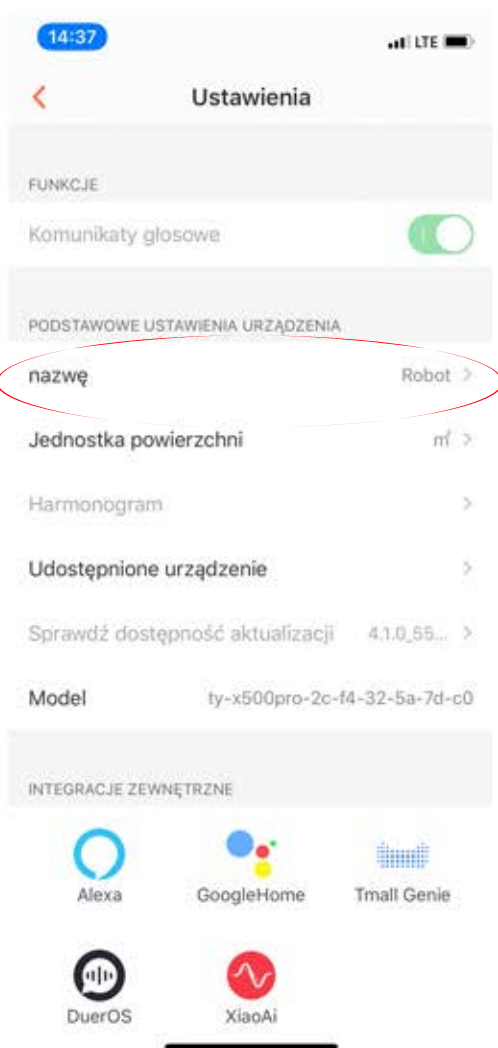 14:37 LTE
Ustawienia
FUNKCJE
Komunikaty głosowe
PODSTAWOWE USTAWIENIA URZĄDZENIA
nazwę Robot
Jednostka powierzchni ㎡
Harmonogram
Udostępnione urządzenie
Sprawdź dostępność aktualizacji 4.1.0_55...
Model ty-x500pro-2c-f4-32-5a-7d-c0
INTEGRACJE ZEWNĘTRZNE
Alexa GoogleHome Tmall Genie
DuerOS XiaoAi